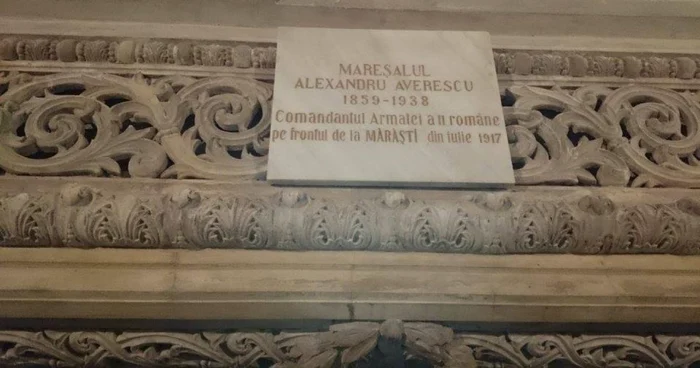 MAREȘALUL
ALEXANDRU AVERESCU
1859-1938
Comandantul Armatei a II române
pe frontul de la MĂRĂȘTI din iulie 1917